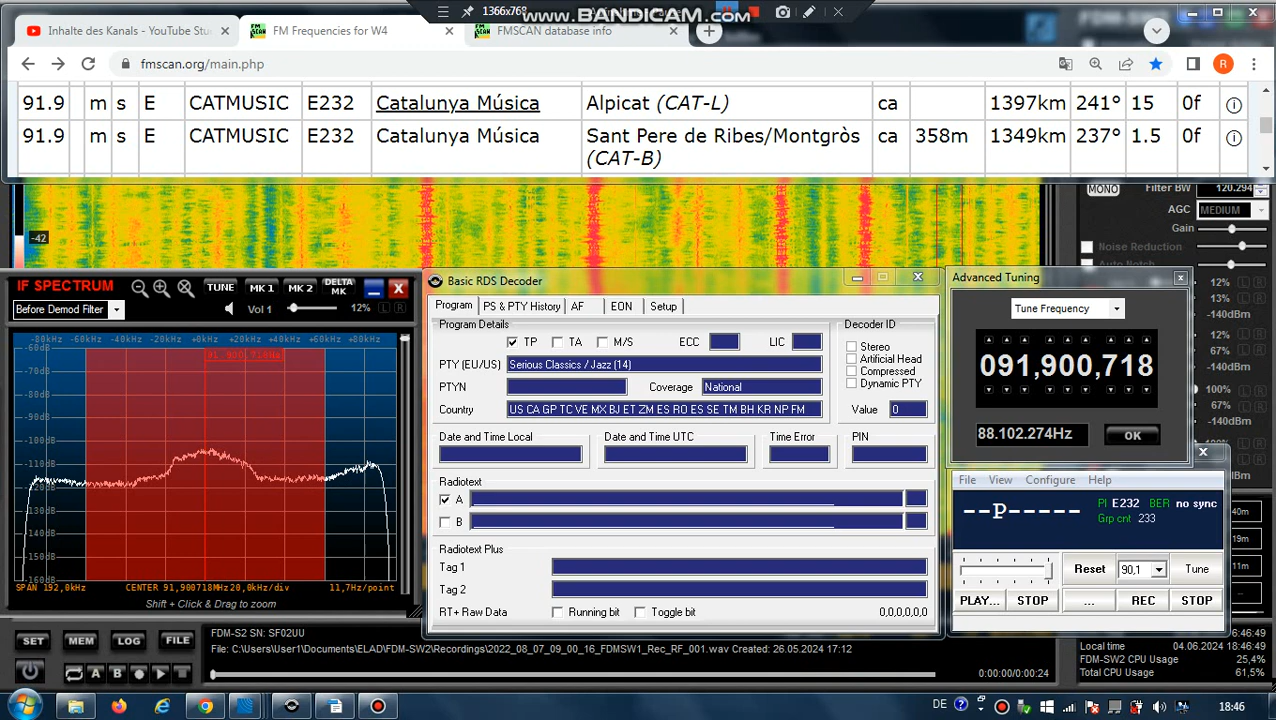 1366x768
www.BANDICAM.com
Inhalte des Kanals - YouTube Stu
FM Frequencies for W4
FMSCAN database info
fmscan.org/main.php
91.9 m s E CATMUSIC E232 Catalunya Música Alpicat (CAT-L) ca 1397km 241° 15 0f
91.9 m s E CATMUSIC E232 Catalunya Música Sant Pere de Ribes/Montgròs ca 358m 1349km 237° 1.5 0f
(CAT-B)
-42
MONO
Filter BW 120.294
AGC MEDIUM
Gain
Noise Reduction
Auto Notch
IF SPECTRUM TUNE MK 1 MK 2 DELTA MK
Before Demod Filter Vol 1 12% L R
-80kHz -60kHz -40kHz -20kHz +0kHz +20kHz +40kHz +60kHz +80kHz
91.900.718Hz
-60dB
-70dB
-80dB
-90dB
-100dB
-110dB
-120dB
-130dB
-140dB
-150dB
-160dB
SPAN 192,0kHz CENTER 91,900718MHz 20,0kHz/div 11,7Hz/point
Shift + Click & Drag to zoom
Basic RDS Decoder
Program PS & PTY History AF EON Setup
Program Details
TP TA M/S ECC LIC
PTY (EU/US) Serious Classics / Jazz (14)
PTYN Coverage National
Country US CA GP TC VE MX BJ ET ZM ES RO ES SE TM BH KR NP FM
Decoder ID
Stereo
Artificial Head
Compressed
Dynamic PTY
Value 0
Date and Time Local
Date and Time UTC
Time Error
PIN
Radiotext
A
B
Radiotext Plus
Tag 1
Tag 2
RT+ Raw Data Running bit Toggle bit 0,0,0,0,0,0
Advanced Tuning
Tune Frequency
091,900,718
88.102.274Hz OK
File View Configure Help
--P-----
PI E232 BER no sync
Grp cnt 233
Reset 90,1 Tune
PLAY... STOP ... REC STOP
12%
13%
-140dBm
12%
67%
-140dBm
100%
67%
421%
40m
19m
11m
SET MEM LOG FILE
A B
FDM-S2 SN: SF02UU
File: C:\Users\User1\Documents\ELAD\FDM-SW2\Recordings\2022_08_07_09_00_16_FDMSW1_Rec_RF_001.wav Created: 26.05.2024 17:12
0:00:00/0:00:24
Local time 04.06.2024 18:46:49
FDM-SW2 CPU Usage 25,4%
Total CPU Usage 61,5%
DE
18:46